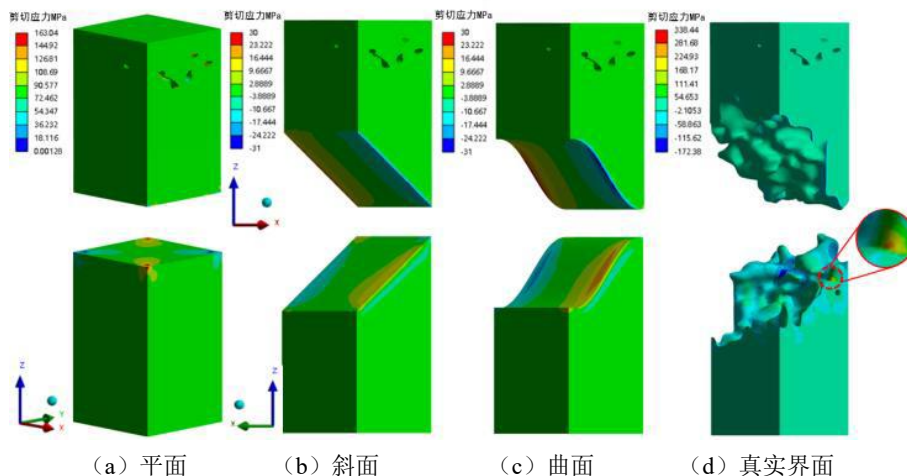 剪切应力MPa
163.04
144.92
126.81
108.69
90.577
72.462
54.347
36.232
18.116
0.00128
剪切应力MPa
30
23.222
16.444
9.6667
2.8889
-3.8889
-10.667
-17.444
-24.222
-31
剪切应力MPa
30
23.222
16.444
9.6667
2.8889
-3.8889
-10.667
-17.444
-24.222
-31
剪切应力MPa
338.44
281.68
224.93
168.17
111.41
54.653
-2.1053
-58.863
-115.62
-172.38
Z
X
Z
Y
X
Z
X
(a)平面
(b)斜面
(c)曲面
(d)真实界面